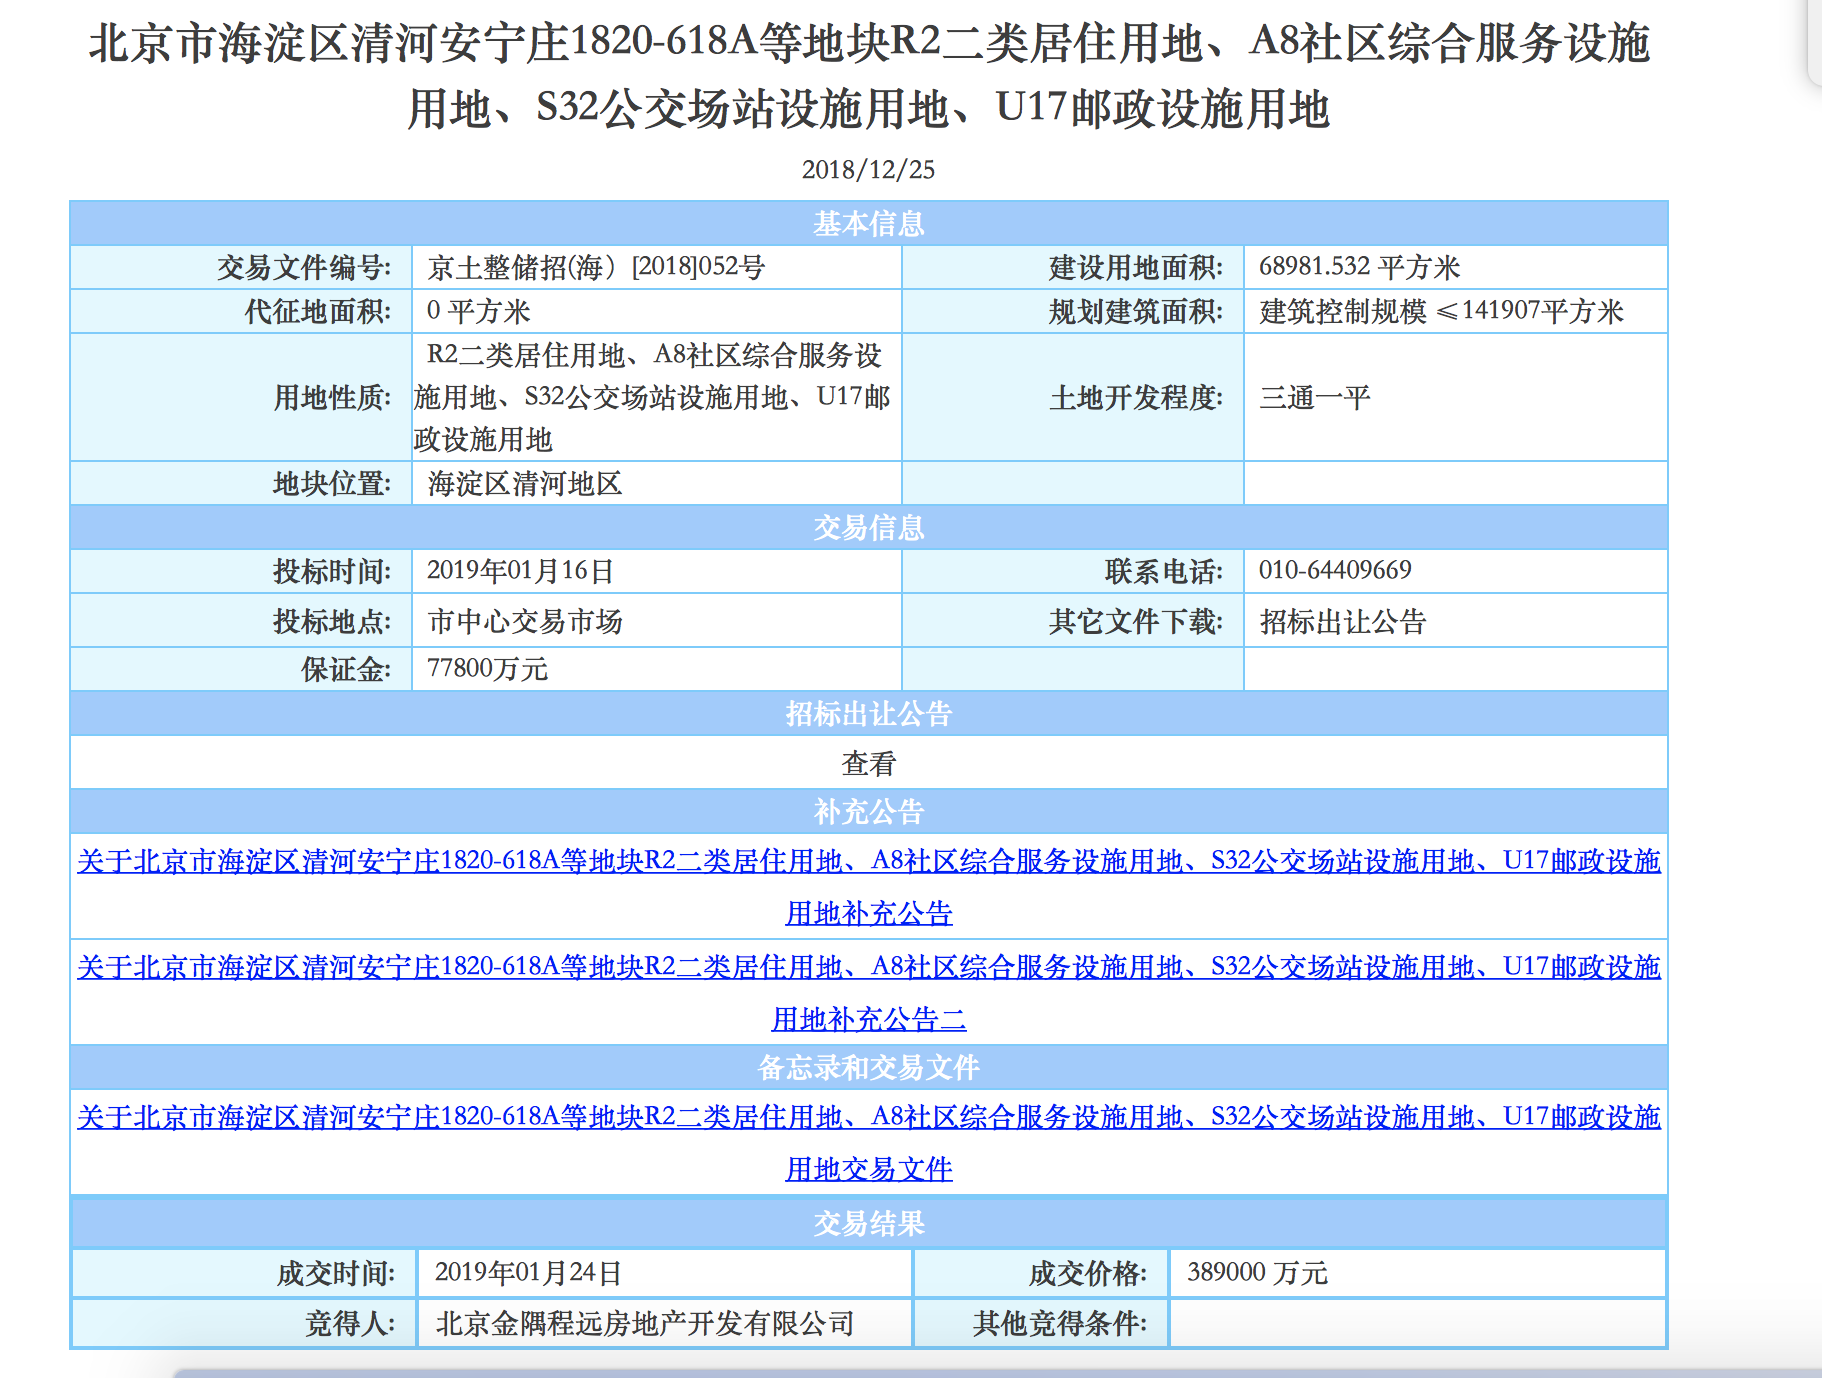 北京市海淀区清河安宁庄1820-618A等地块R2二类居住用地、A8社区综合服务设施
用地、S32公交场站设施用地、U17邮政设施用地
2018/12/25
基本信息
交易文件编号: 京土整储招(海）[2018]052号 建设用地面积: 68981.532 平方米
代征地面积: 0 平方米 规划建筑面积: 建筑控制规模 ≤141907平方米
R2二类居住用地、A8社区综合服务设
用地性质: 施用地、S32公交场站设施用地、U17邮 土地开发程度: 三通一平
政设施用地
地块位置: 海淀区清河地区
交易信息
投标时间: 2019年01月16日 联系电话: 010-64409669
投标地点: 市中心交易市场 其它文件下载: 招标出让公告
保证金: 77800万元
招标出让公告
查看
补充公告
关于北京市海淀区清河安宁庄1820-618A等地块R2二类居住用地、A8社区综合服务设施用地、S32公交场站设施用地、U17邮政设施
用地补充公告
关于北京市海淀区清河安宁庄1820-618A等地块R2二类居住用地、A8社区综合服务设施用地、S32公交场站设施用地、U17邮政设施
用地补充公告二
备忘录和交易文件
关于北京市海淀区清河安宁庄1820-618A等地块R2二类居住用地、A8社区综合服务设施用地、S32公交场站设施用地、U17邮政设施
用地交易文件
交易结果
成交时间: 2019年01月24日 成交价格: 389000 万元
竞得人: 北京金隅程远房地产开发有限公司 其他竞得条件: